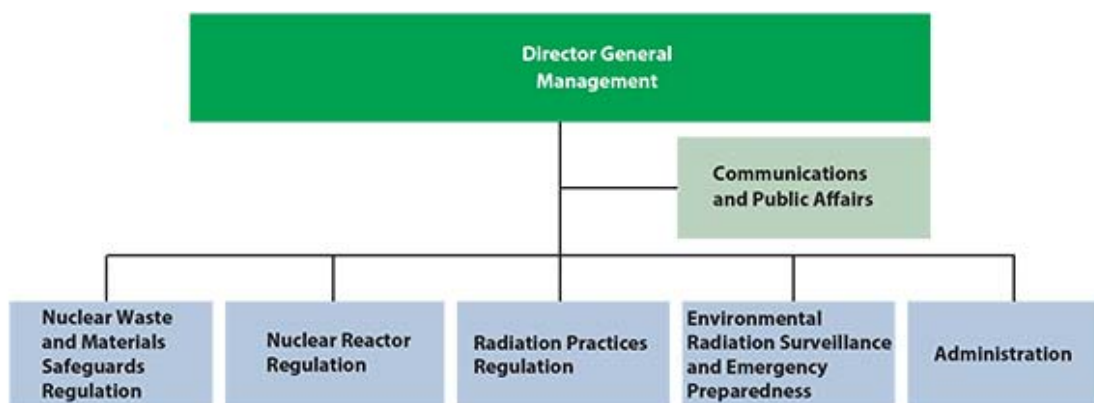 Director General
Management
Communications
and Public Affairs
Nuclear Waste
and Materials
Safeguards
Regulation
Nuclear Reactor
Regulation
Radiation Practices
Regulation
Environmental
Radiation Surveillance
and Emergency
Preparedness
Administration